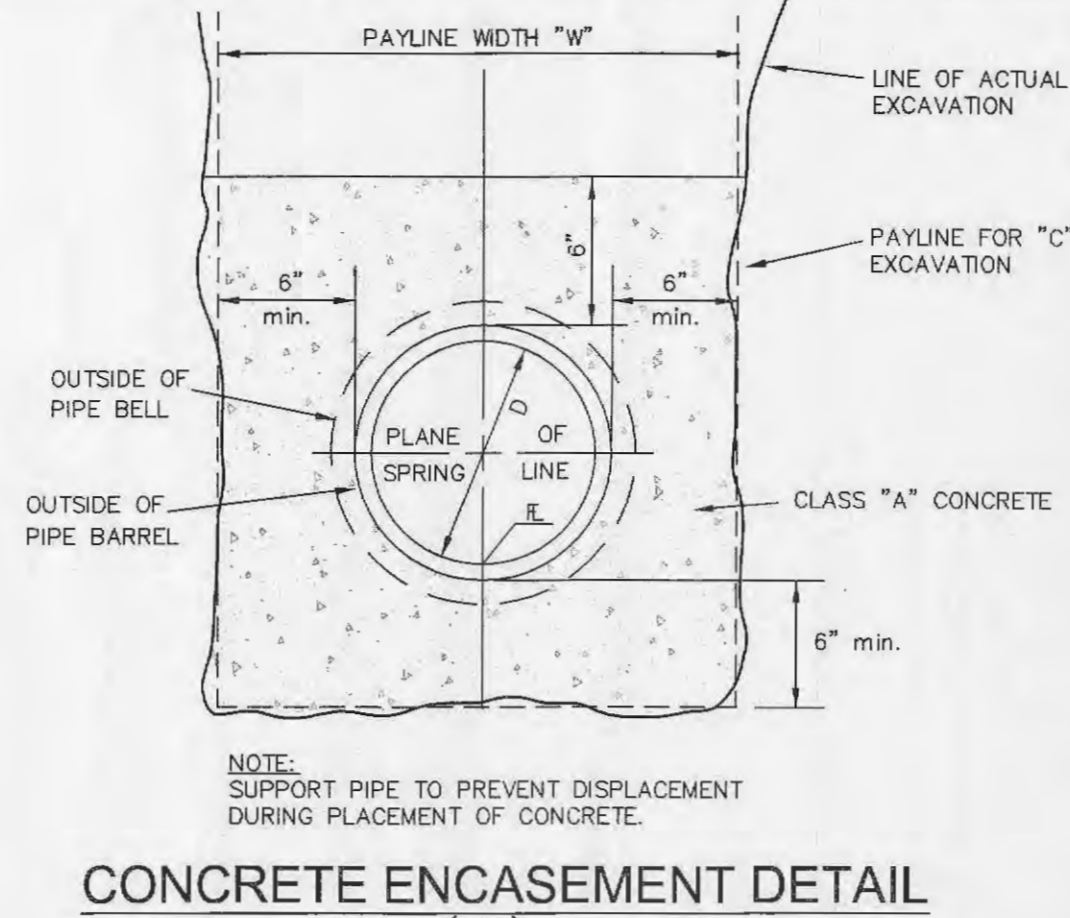 PAYLINE WIDTH "W"
LINE OF ACTUAL
EXCAVATION
PAYLINE FOR "C"
EXCAVATION
6"
6"
min.
6"
min.
OUTSIDE OF
PIPE BELL
PLANE OF
SPRING LINE
D
OUTSIDE OF
PIPE BARREL
CLASS "A" CONCRETE
6" min.
NOTE:
SUPPORT PIPE TO PREVENT DISPLACEMENT
DURING PLACEMENT OF CONCRETE.
CONCRETE ENCASEMENT DETAIL